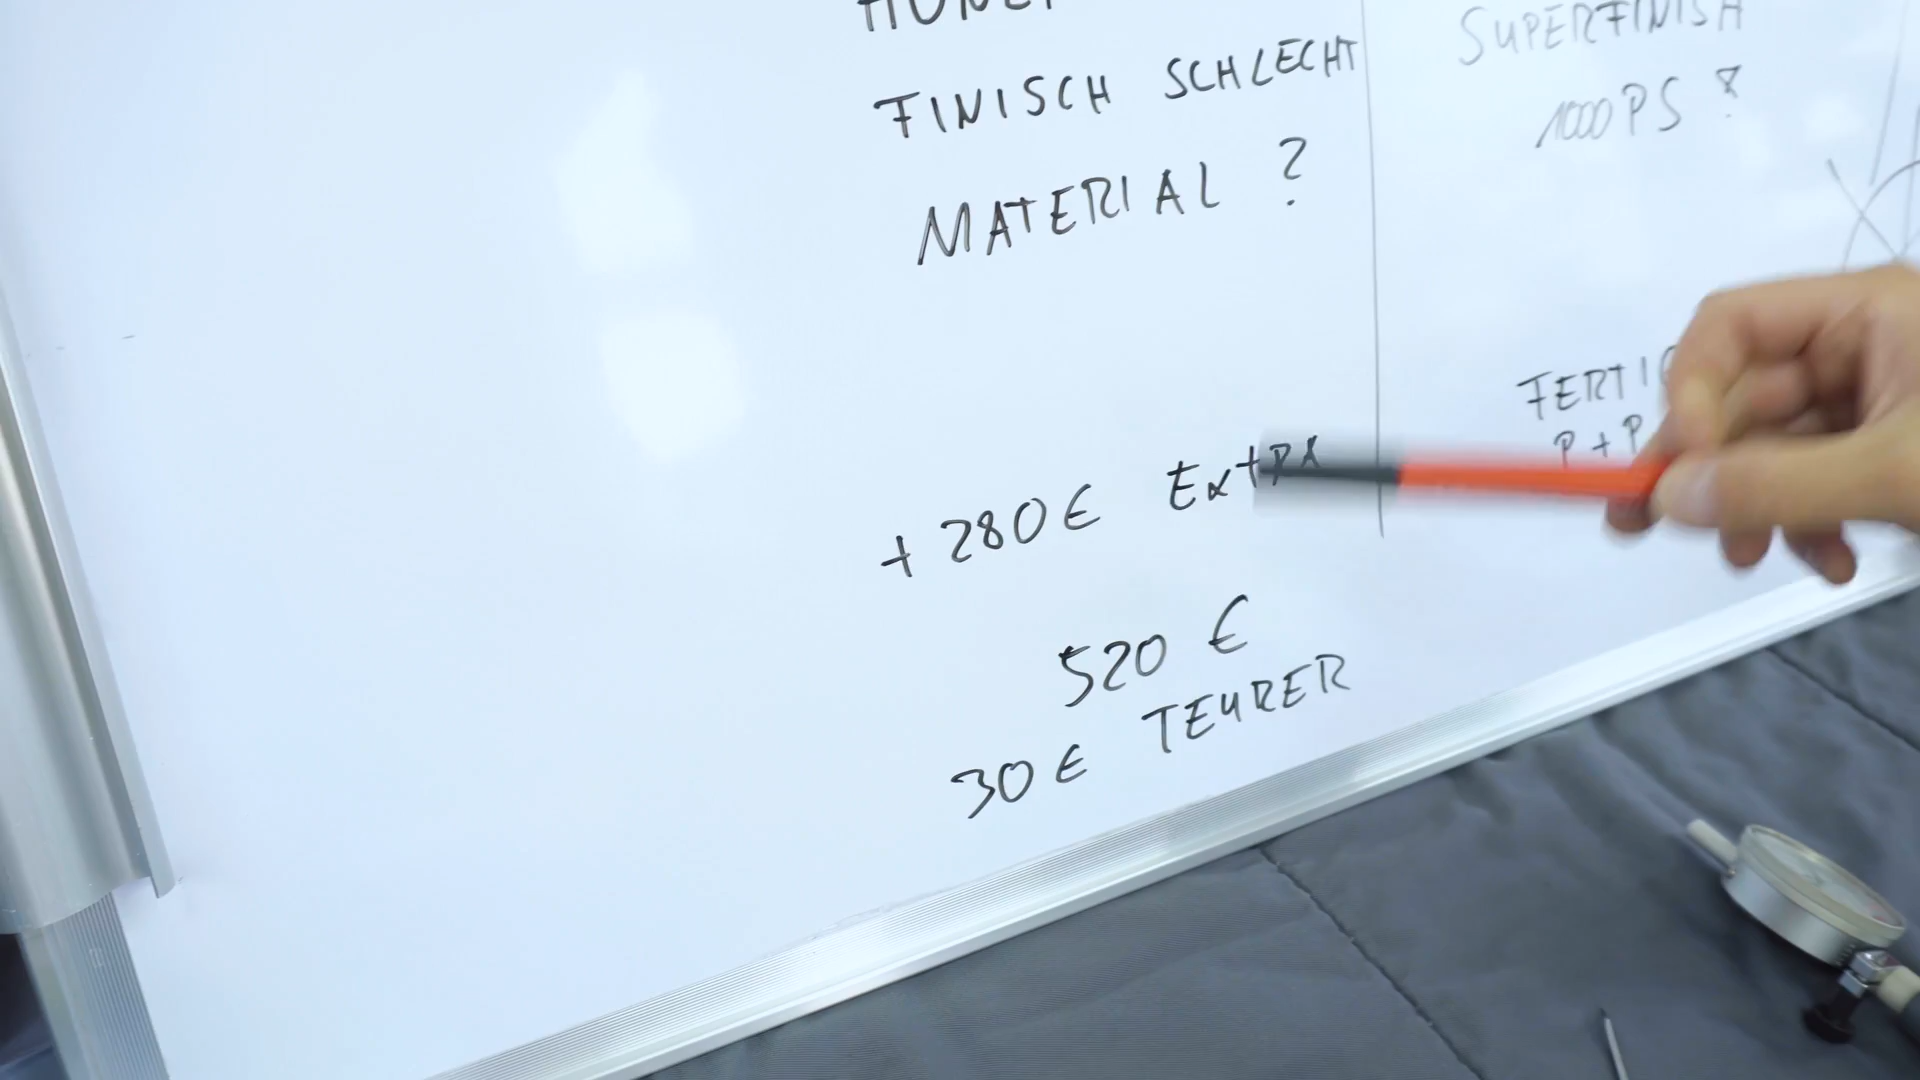 FINISCH SCHLECHT
MATERIAL ?
+ 280 € EXtRA
520 €
30 € TEURER
SUPERFINISH
1000 PS ?
P + P